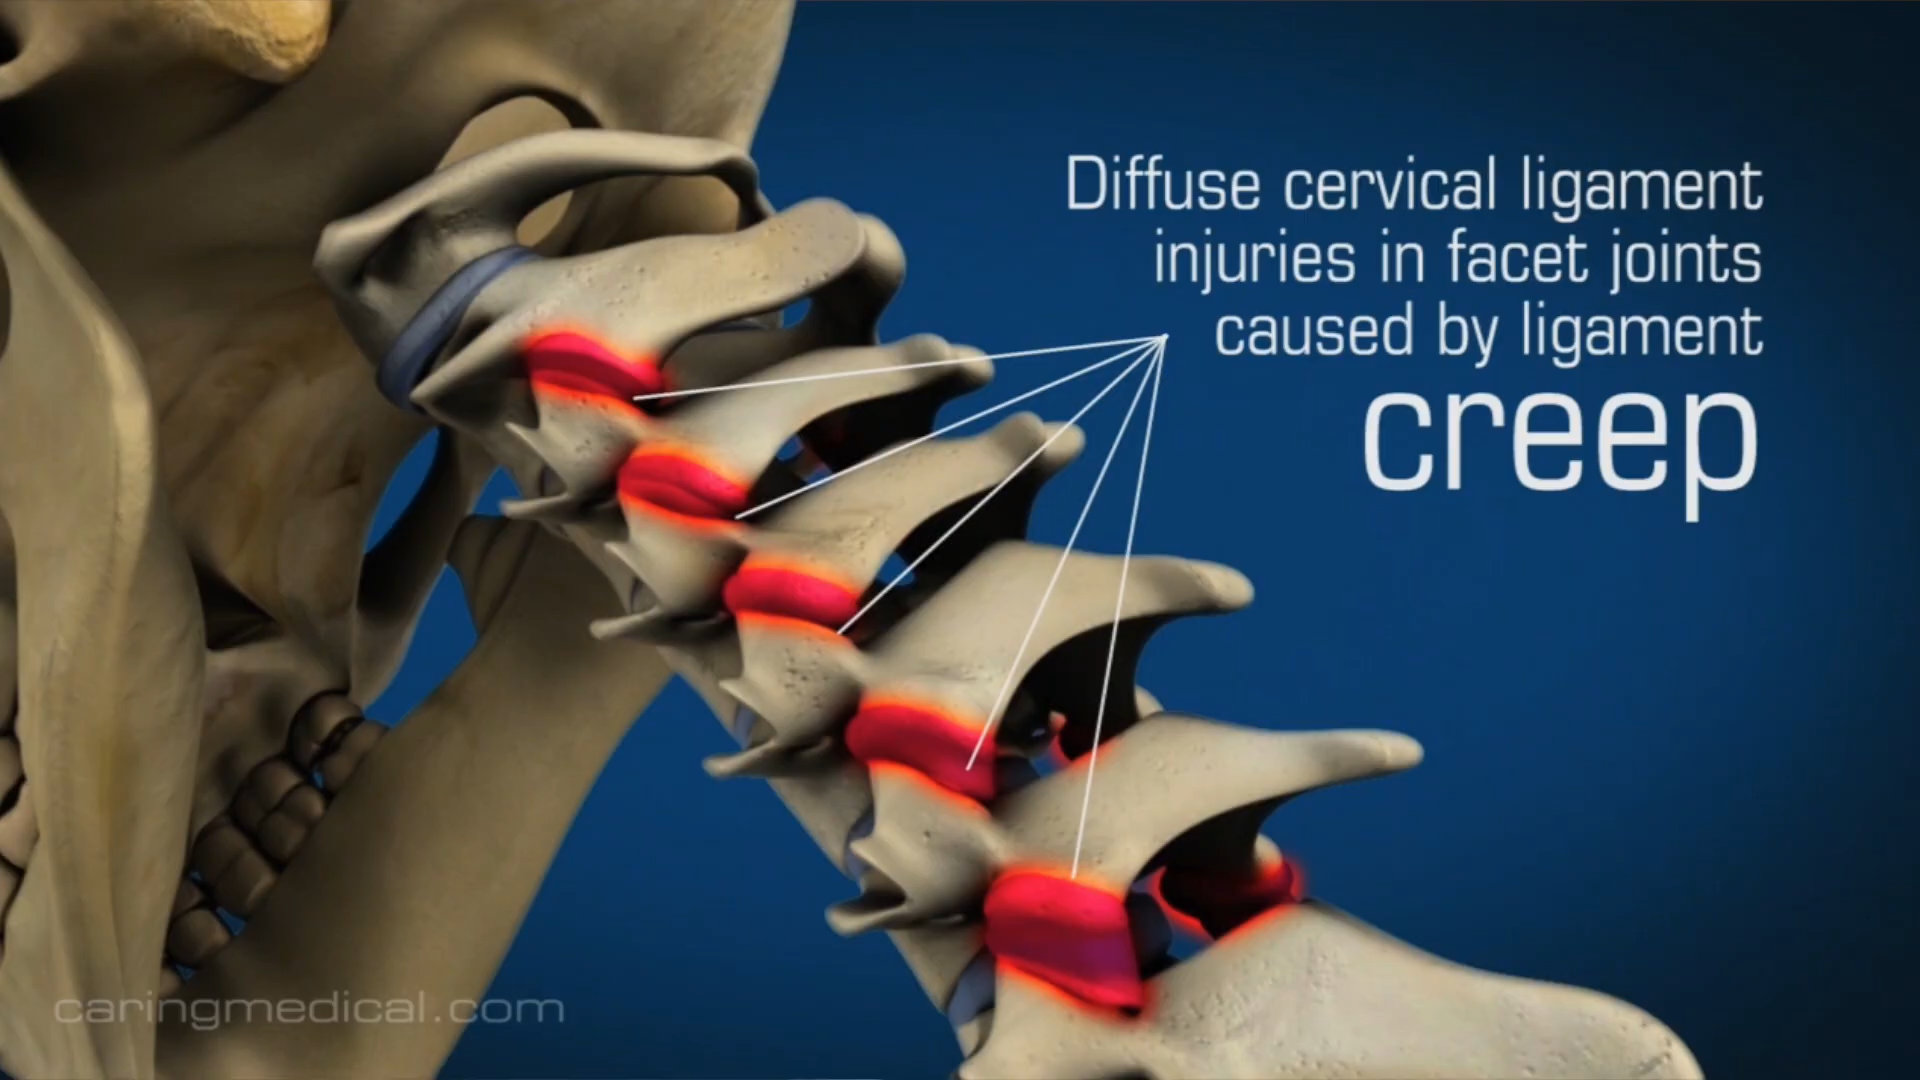 Diffuse cervical ligament
injuries in facet joints
caused by ligament
creep
caringmedical.com